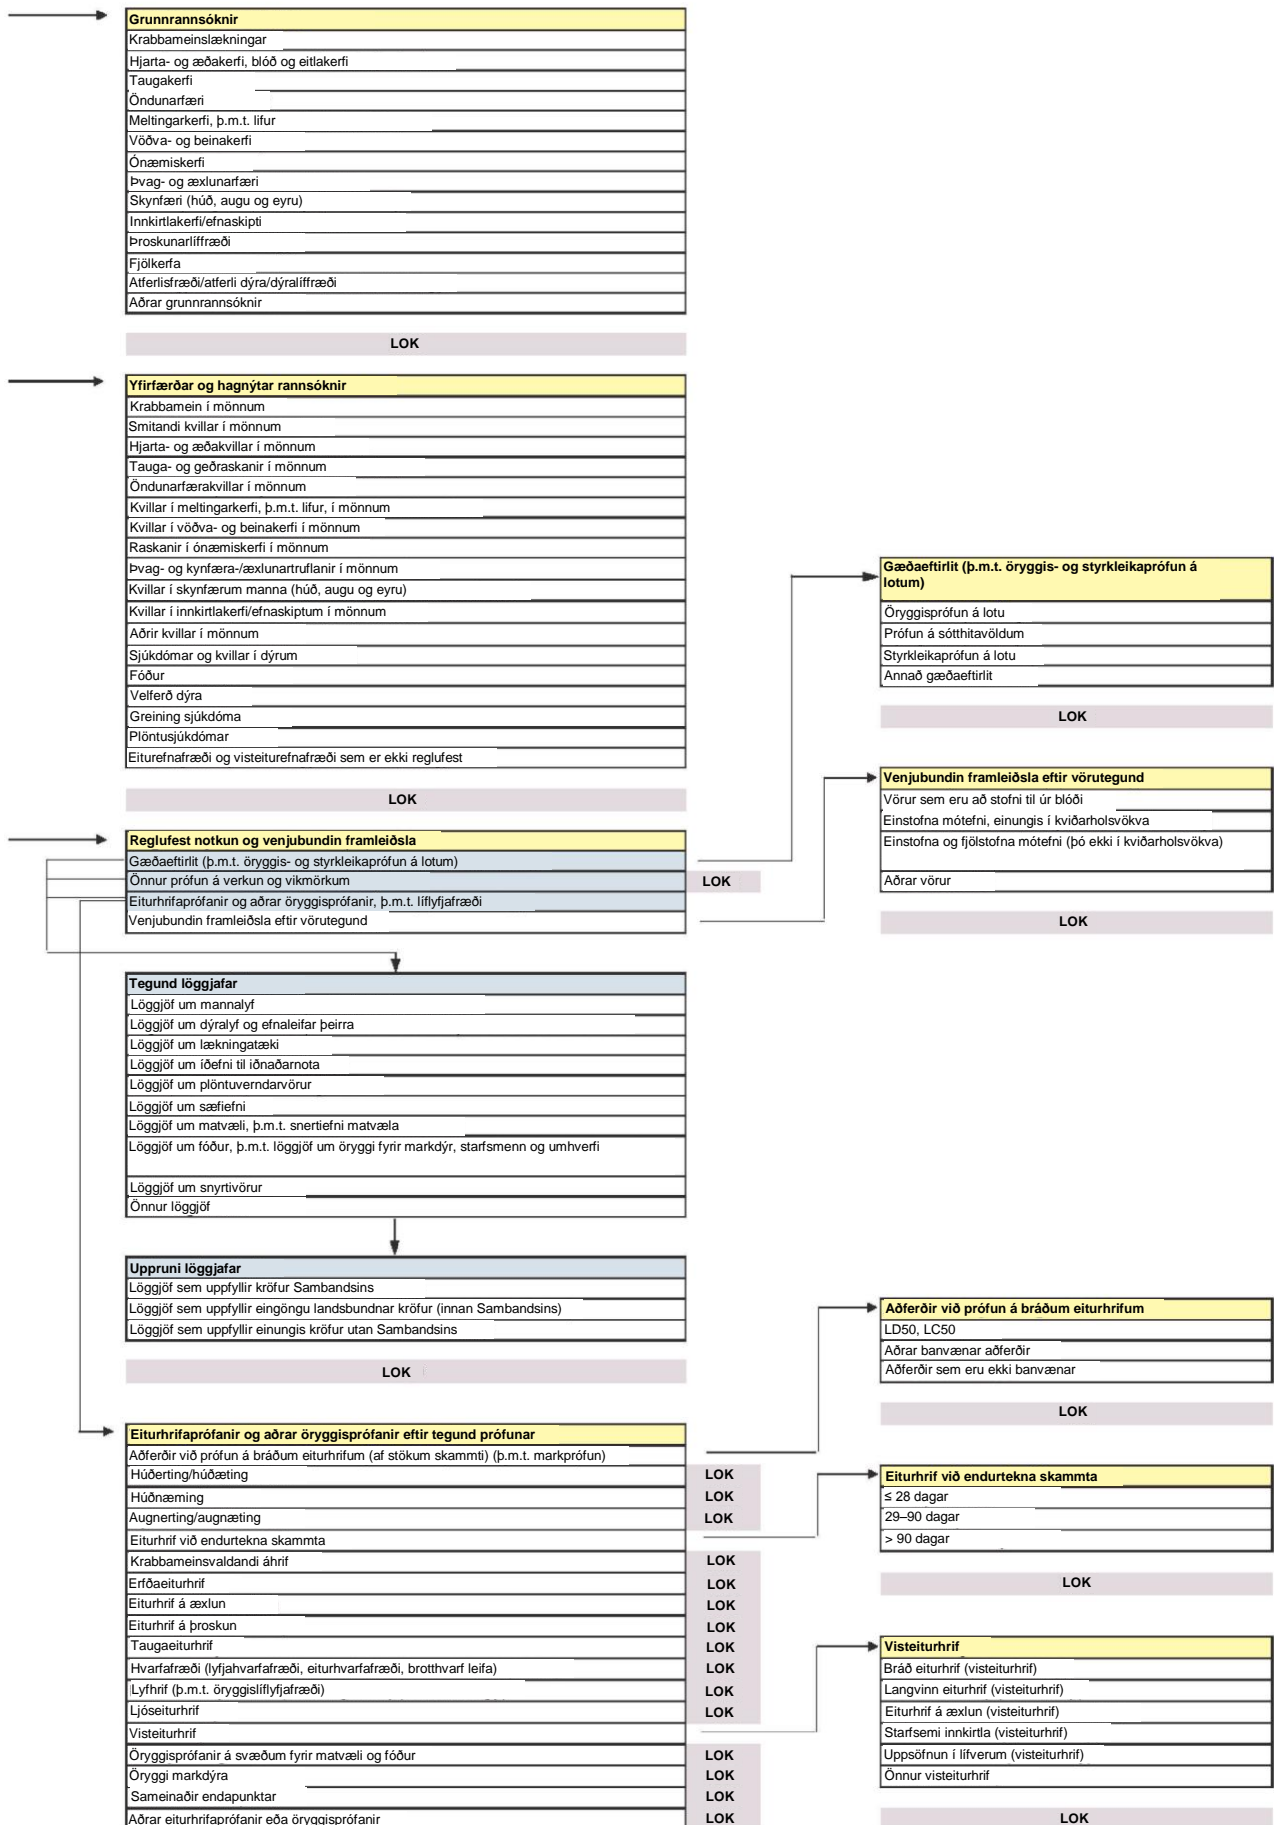 Grunnrannsóknir
Krabbameinslækningar
Hjarta- og æðakerfi, blóð og eitlakerfi
Taugakerfi
Öndunarfæri
Meltingarkerfi, þ.m.t. lifur
Vöðva- og beinakerfi
Ónæmiskerfi
Þvag- og æxlunarfæri
Skynfæri (húð, augu og eyru)
Innkirtlakerfi/efnaskipti
Þroskunarlíffræði
Fjölkerfa
Atferlisfræði/atferli dýra/dýralíffræði
Aðrar grunnrannsóknir
LOK
Yfirfærðar og hagnýtar rannsóknir
Krabbamein í mönnum
Smitandi kvillar í mönnum
Hjarta- og æðakvillar í mönnum
Tauga- og geðraskanir í mönnum
Öndunarfærakvillar í mönnum
Kvillar í meltingarkerfi, þ.m.t. lifur, í mönnum
Kvillar í vöðva- og beinakerfi í mönnum
Raskanir í ónæmiskerfi í mönnum
Þvag- og kynfæra-/æxlunartruflanir í mönnum
Kvillar í skynfærum manna (húð, augu og eyru)
Kvillar í innkirtlakerfi/efnaskiptum í mönnum
Aðrir kvillar í mönnum
Sjúkdómar og kvillar í dýrum
Fóður
Velferð dýra
Greining sjúkdóma
Plöntusjúkdómar
Eiturefnafræði og visteiturefnafræði sem er ekki reglufest
LOK
Gæðaeftirlit (þ.m.t. öryggis- og styrkleikaprófun á
lotum)
Öryggisprófun á lotu
Prófun á sótthitavöldum
Styrkleikaprófun á lotu
Annað gæðaeftirlit
LOK
Venjubundin framleiðsla eftir vörutegund
Vörur sem eru að stofni til úr blóði
Einstofna mótefni, einungis í kviðarholsvökva
Einstofna og fjölstofna mótefni (þó ekki í kviðarholsvökva)
Aðrar vörur
LOK
Reglufest notkun og venjubundin framleiðsla
Gæðaeftirlit (þ.m.t. öryggis- og styrkleikaprófun á lotum)
Önnur prófun á verkun og vikmörkum
LOK
Eiturhrifaprófanir og aðrar öryggisprófanir, þ.m.t. líflyfjafræði
Venjubundin framleiðsla eftir vörutegund
Tegund löggjafar
Löggjöf um mannalyf
Löggjöf um dýralyf og efnaleifar þeirra
Löggjöf um lækningatæki
Löggjöf um íðefni til iðnaðarnota
Löggjöf um plöntuverndarvörur
Löggjöf um sæfiefni
Löggjöf um matvæli, þ.m.t. snertiefni matvæla
Löggjöf um fóður, þ.m.t. löggjöf um öryggi fyrir markdýr, starfsmenn og umhverfi
Löggjöf um snyrtivörur
Önnur löggjöf
Uppruni löggjafar
Löggjöf sem uppfyllir kröfur Sambandsins
Löggjöf sem uppfyllir eingöngu landsbundnar kröfur (innan Sambandsins)
Löggjöf sem uppfyllir einungis kröfur utan Sambandsins
LOK
Aðferðir við prófun á bráðum eiturhrifum
LD50, LC50
Aðrar banvænar aðferðir
Aðferðir sem eru ekki banvænar
LOK
Eiturhrifaprófanir og aðrar öryggisprófanir eftir tegund prófunar
Aðferðir við prófun á bráðum eiturhrifum (af stökum skammti) (þ.m.t. markprófun)
Húðerting/húðæting
LOK
Húðnæming
LOK
Augnerting/augnæting
LOK
Eiturhrif við endurtekna skammta
Krabbameinsvaldandi áhrif
LOK
Erfðaeiturhrif
LOK
Eiturhrif á æxlun
LOK
Eiturhrif á þroskun
LOK
Taugaeiturhrif
LOK
Hvarfafræði (lyfjahvarfafræði, eiturhvarfafræði, brotthvarf leifa)
LOK
Lyfhrif (þ.m.t. öryggislíflyfjafræði)
LOK
Ljóseiturhrif
LOK
Visteiturhrif
Öryggisprófanir á svæðum fyrir matvæli og fóður
LOK
Öryggi markdýra
LOK
Sameinaðir endapunktar
LOK
Aðrar eiturhrifaprófanir eða öryggisprófanir
LOK
Eiturhrif við endurtekna skammta
≤ 28 dagar
29–90 dagar
> 90 dagar
LOK
Visteiturhrif
Bráð eiturhrif (visteiturhrif)
Langvinn eiturhrif (visteiturhrif)
Eiturhrif á æxlun (visteiturhrif)
Starfsemi innkirtla (visteiturhrif)
Uppsöfnun í lífverum (visteiturhrif)
Önnur visteiturhrif
LOK